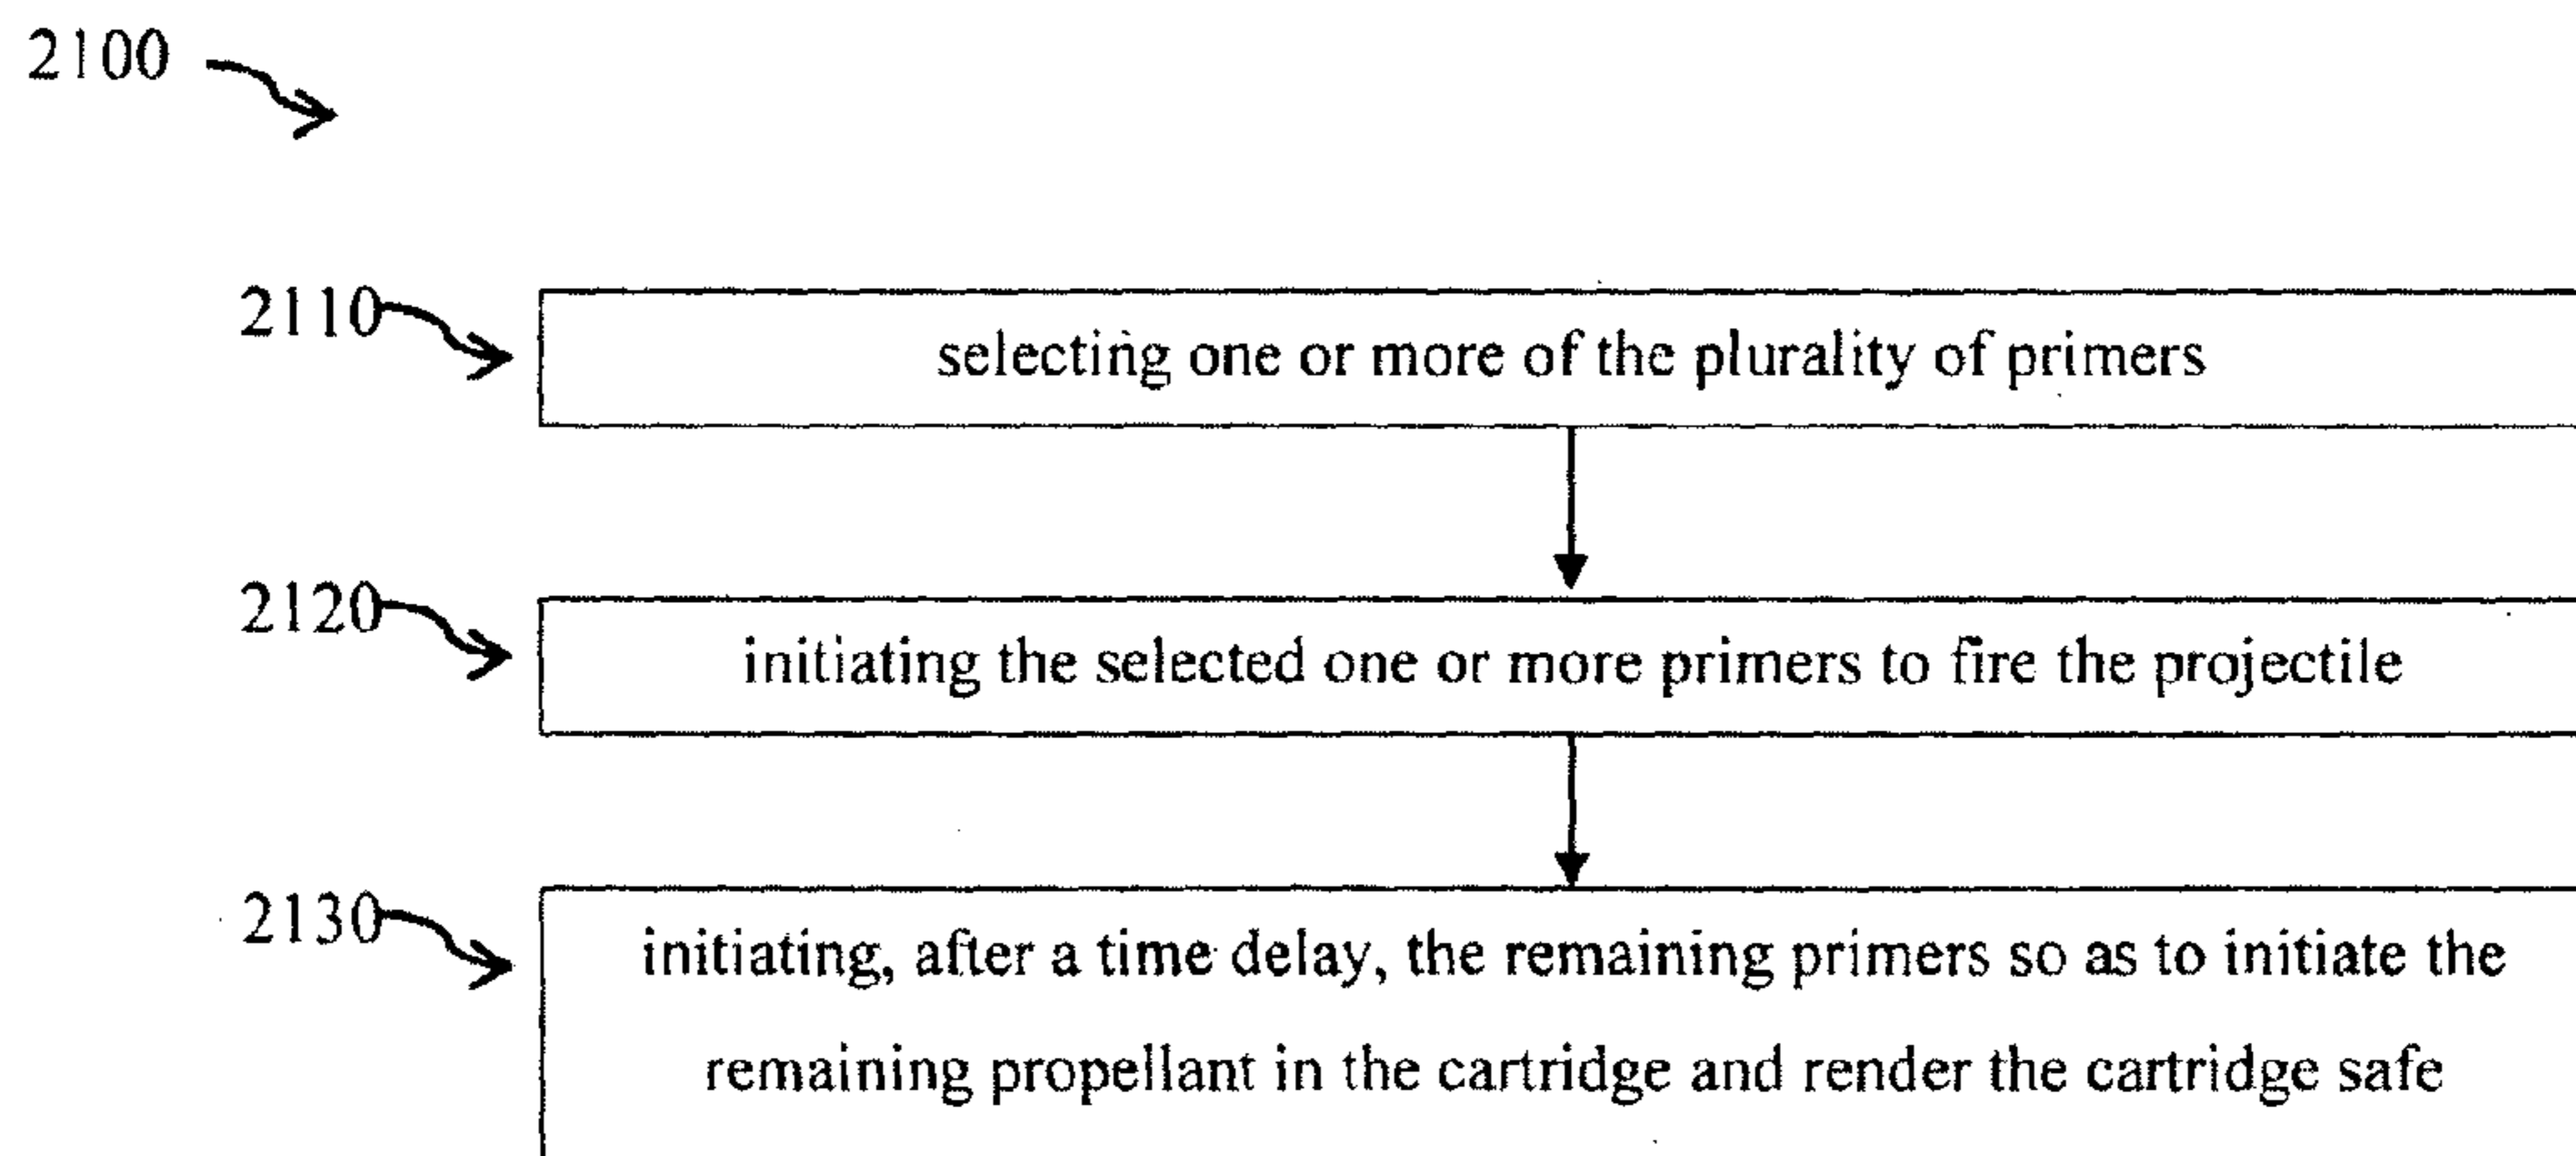 2100
2110
selecting one or more of the plurality of primers
2120
initiating the selected one or more primers to fire the projectile
2130
initiating, after a time delay, the remaining primers so as to initiate the
remaining propellant in the cartridge and render the cartridge safe